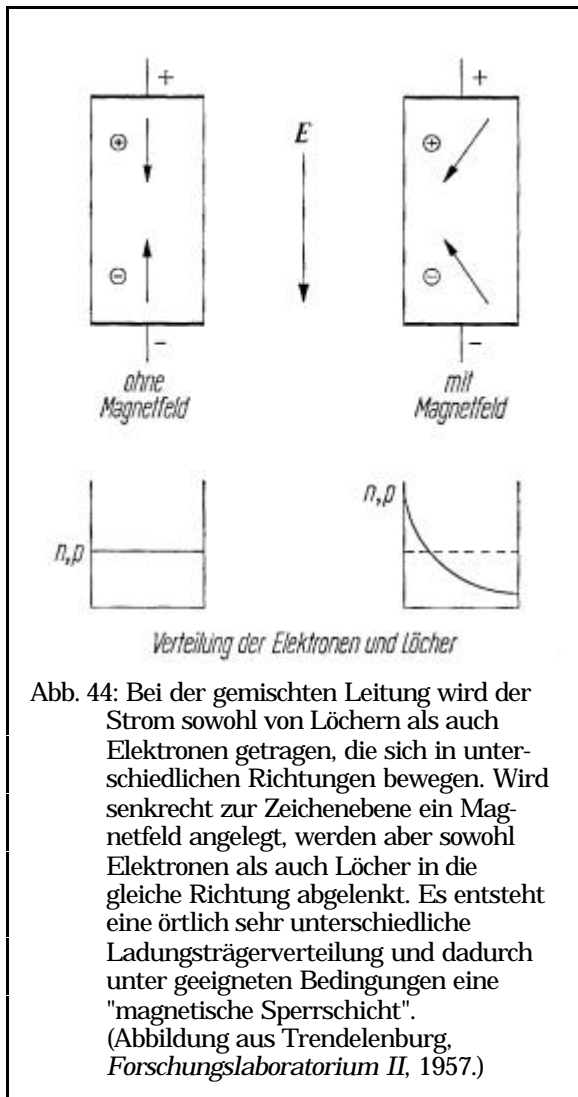 + +
⊕ E ⊕
⊖ ⊖
− −
ohne mit
Magnetfeld Magnetfeld
n,p
n,p
Verteilung der Elektronen und Löcher
Abb. 44: Bei der gemischten Leitung wird der
Strom sowohl von Löchern als auch
Elektronen getragen, die sich in unter-
schiedlichen Richtungen bewegen. Wird
senkrecht zur Zeichenebene ein Mag-
netfeld angelegt, werden aber sowohl
Elektronen als auch Löcher in die
gleiche Richtung abgelenkt. Es entsteht
eine örtlich sehr unterschiedliche
Ladungsträgerverteilung und dadurch
unter geeigneten Bedingungen eine
"magnetische Sperrschicht".
(Abbildung aus Trendelenburg,
Forschungslaboratorium II, 1957.)